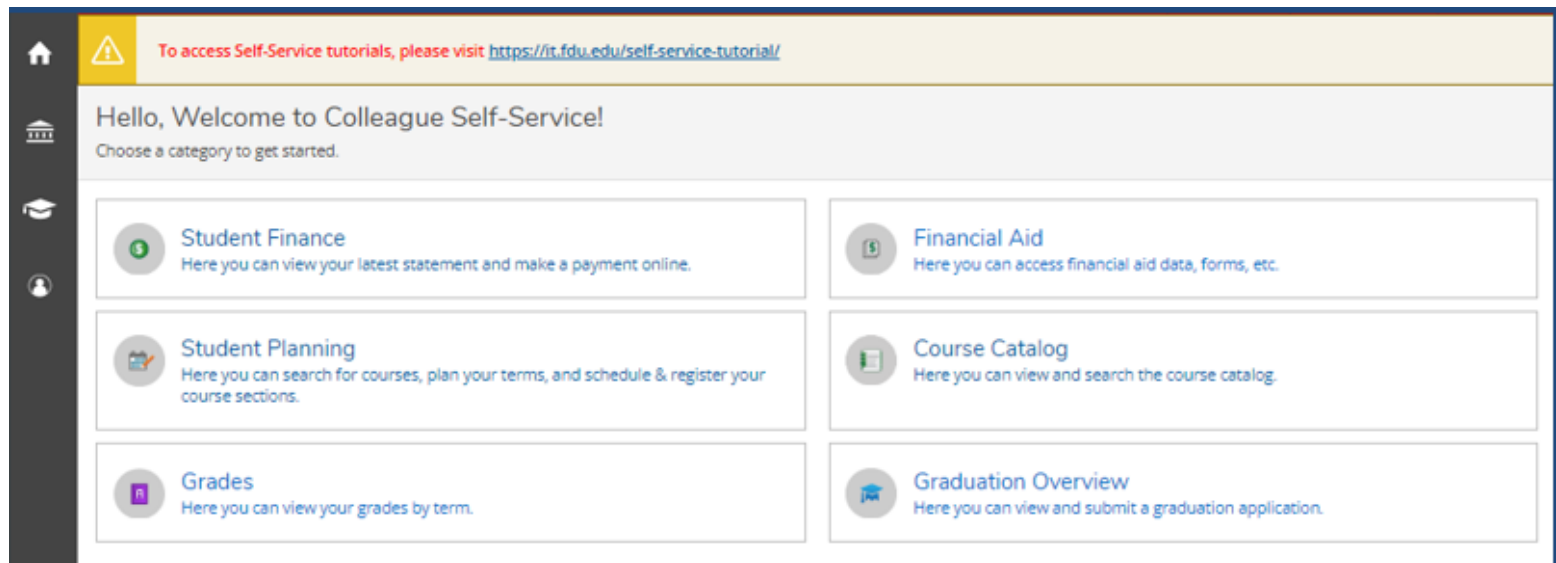 To access Self-Service tutorials, please visit https://it.fdu.edu/self-service-tutorial/
Hello, Welcome to Colleague Self-Service!
Choose a category to get started.
Student Finance
Here you can view your latest statement and make a payment online.
Financial Aid
Here you can access financial aid data, forms, etc.
Student Planning
Here you can search for courses, plan your terms, and schedule & register your
course sections.
Course Catalog
Here you can view and search the course catalog.
Grades
Here you can view your grades by term.
Graduation Overview
Here you can view and submit a graduation application.